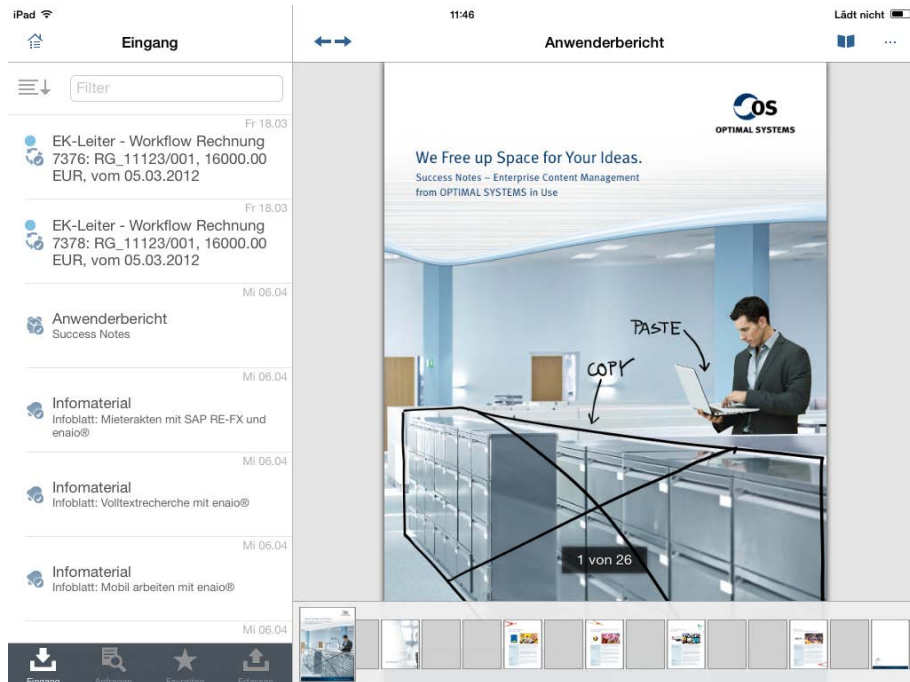 iPad
11:46
Lädt nicht
Eingang
Filter
Fr 18.03
EK-Leiter - Workflow Rechnung
7376: RG_11123/001, 16000.00
EUR, vom 05.03.2012
Fr 18.03
EK-Leiter - Workflow Rechnung
7378: RG_11123/001, 16000.00
EUR, vom 05.03.2012
Mi 06.04
Anwenderbericht
Success Notes
Mi 06.04
Infomaterial
Infoblatt: Mieterakten mit SAP RE-FX und
enaio®
Mi 06.04
Infomaterial
Infoblatt: Volltextrecherche mit enaio®
Mi 06.04
Infomaterial
Infoblatt: Mobil arbeiten mit enaio®
Mi 06.04
Eingang
Anfragen
Favoriten
Anwenderbericht
...
OS
OPTIMAL SYSTEMS
We Free up Space for Your Ideas.
Success Notes – Enterprise Content Management
from OPTIMAL SYSTEMS in Use
PASTE
COPY
1 von 26